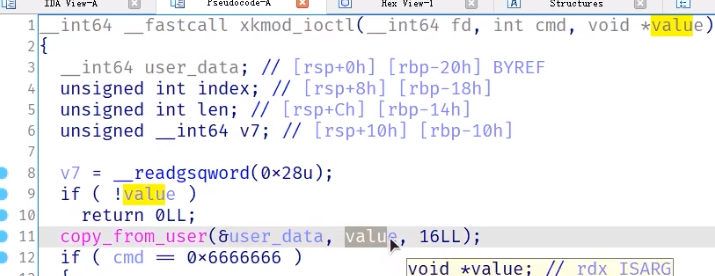 IDA View-A Pseudocode-A Hex View-1 Structures
1 __int64 __fastcall xkmod_ioctl(__int64 fd, int cmd, void *value)
2 {
3 __int64 user_data; // [rsp+0h] [rbp-20h] BYREF
4 unsigned int index; // [rsp+8h] [rbp-18h]
5 unsigned int len; // [rsp+Ch] [rbp-14h]
6 unsigned __int64 v7; // [rsp+10h] [rbp-10h]
7
8 v7 = __readgsqword(0x28u);
9 if ( !value )
10 return 0LL;
11 copy_from_user(&user_data, value, 16LL);
12 if ( cmd == 0x6666666 )
void *value; // rdx ISARG